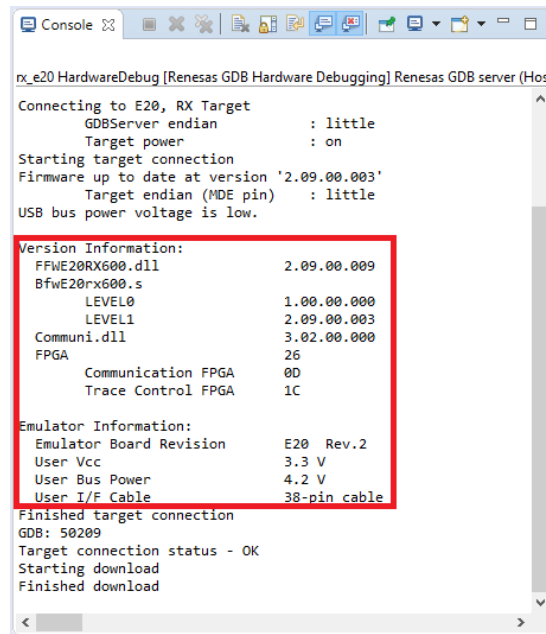 Console
rx_e20 HardwareDebug [Renesas GDB Hardware Debugging] Renesas GDB server (Hos
Connecting to E20, RX Target
GDBServer endian : little
Target power : on
Starting target connection
Firmware up to date at version '2.09.00.003'
Target endian (MDE pin) : little
USB bus power voltage is low.
Version Information:
FFWE20RX600.dll 2.09.00.009
BfwE20rx600.s
LEVEL0 1.00.00.000
LEVEL1 2.09.00.003
Communi.dll 3.02.00.000
FPGA 26
Communication FPGA 0D
Trace Control FPGA 1C
Emulator Information:
Emulator Board Revision E20 Rev.2
User Vcc 3.3 V
User Bus Power 4.2 V
User I/F Cable 38-pin cable
Finished target connection
GDB: 50209
Target connection status - OK
Starting download
Finished download